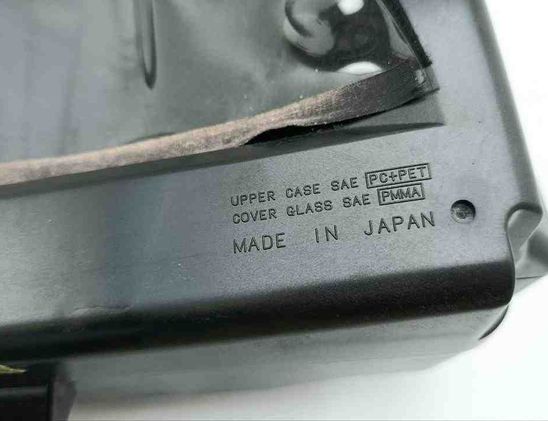 UPPER CASE SAE PC+PET
COVER GLASS SAE PMMA
MADE IN JAPAN